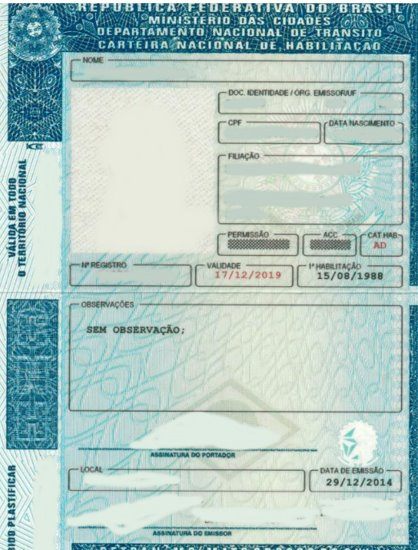 REPÚBLICA FEDERATIVA DO BRASIL
MINISTÉRIO DAS CIDADES
DEPARTAMENTO NACIONAL DE TRÂNSITO
CARTEIRA NACIONAL DE HABILITAÇÃO
NOME
DOC. IDENTIDADE / ÓRG. EMISSOR/UF
CPF
DATA NASCIMENTO
FILIAÇÃO
PERMISSÃO
ACC
CAT HAB
AD
Nº REGISTRO
VALIDADE
17/12/2019
1ª HABILITAÇÃO
15/08/1988
VÁLIDA EM TODO
O TERRITÓRIO NACIONAL
OBSERVAÇÕES
SEM OBSERVAÇÃO;
ASSINATURA DO PORTADOR
LOCAL
DATA DE EMISSÃO
29/12/2014
ASSINATURA DO EMISSOR
PLASTIFICAR